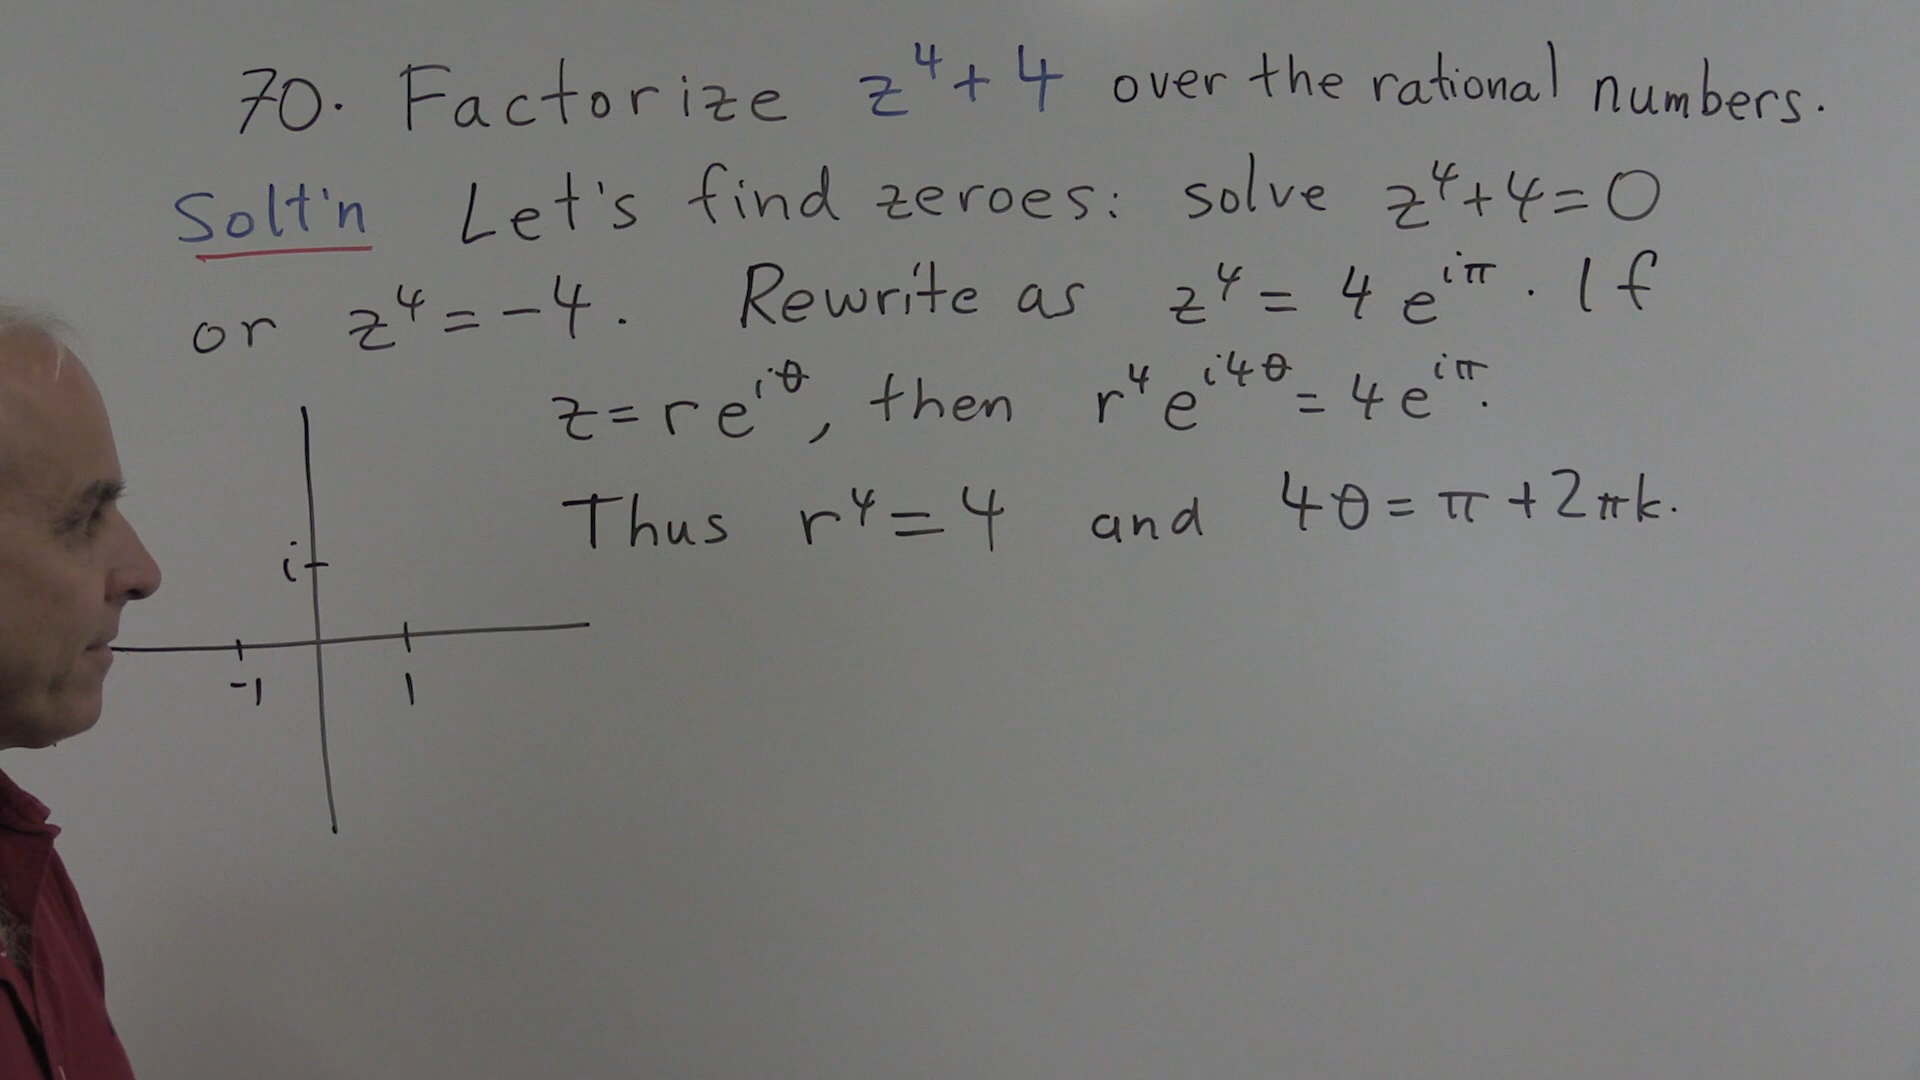 70. Factorize z⁴+4 over the rational numbers.
Solt'n Let's find zeroes: solve z⁴+4=0
or z⁴=-4. Rewrite as z⁴= 4 e^{iπ}. If
z=re^{iθ}, then r⁴e^{i4θ}=4e^{iπ}.
Thus r⁴=4 and 4θ=π+2πk.
i
-1 1